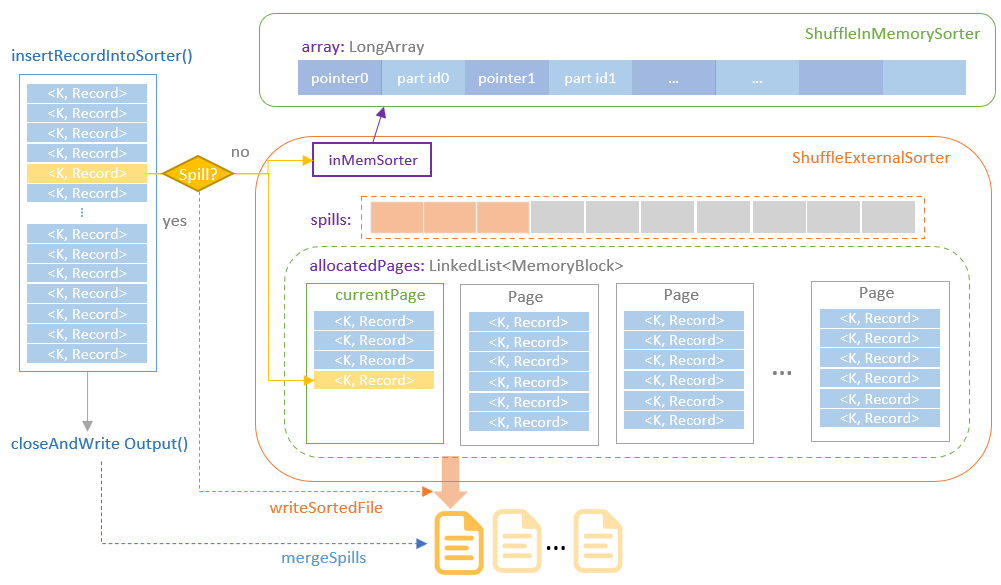 ShuffleInMemorySorter
array: LongArray
pointer0 part id0 pointer1 part id1 ... ...
insertRecordIntoSorter()
<K, Record>
<K, Record>
<K, Record>
<K, Record>
<K, Record>
<K, Record>
<K, Record>
<K, Record>
<K, Record>
<K, Record>
<K, Record>
<K, Record>
<K, Record>
Spill?
no
yes
closeAndWrite Output()
inMemSorter
ShuffleExternalSorter
spills:
allocatedPages: LinkedList<MemoryBlock>
currentPage
<K, Record>
<K, Record>
<K, Record>
<K, Record>
Page
<K, Record>
<K, Record>
<K, Record>
<K, Record>
<K, Record>
<K, Record>
Page
<K, Record>
<K, Record>
<K, Record>
<K, Record>
<K, Record>
<K, Record>
...
Page
<K, Record>
<K, Record>
<K, Record>
<K, Record>
<K, Record>
<K, Record>
writeSortedFile
...
mergeSpills